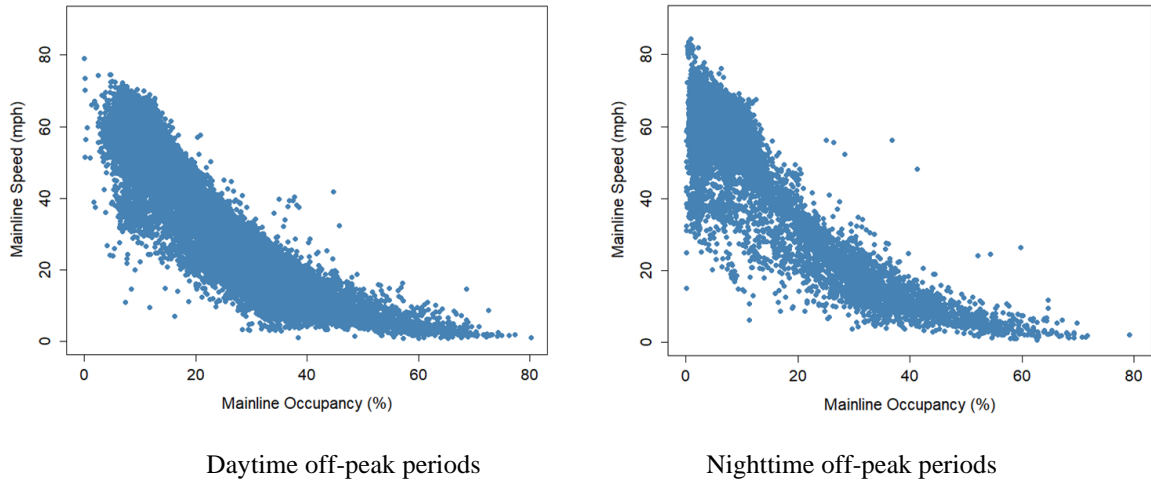 80
60
40
20
0
Mainline Speed (mph)
0 20 40 60 80
Mainline Occupancy (%)
Daytime off-peak periods
80
60
40
20
0
Mainline Speed (mph)
0 20 40 60 80
Mainline Occupancy (%)
Nighttime off-peak periods